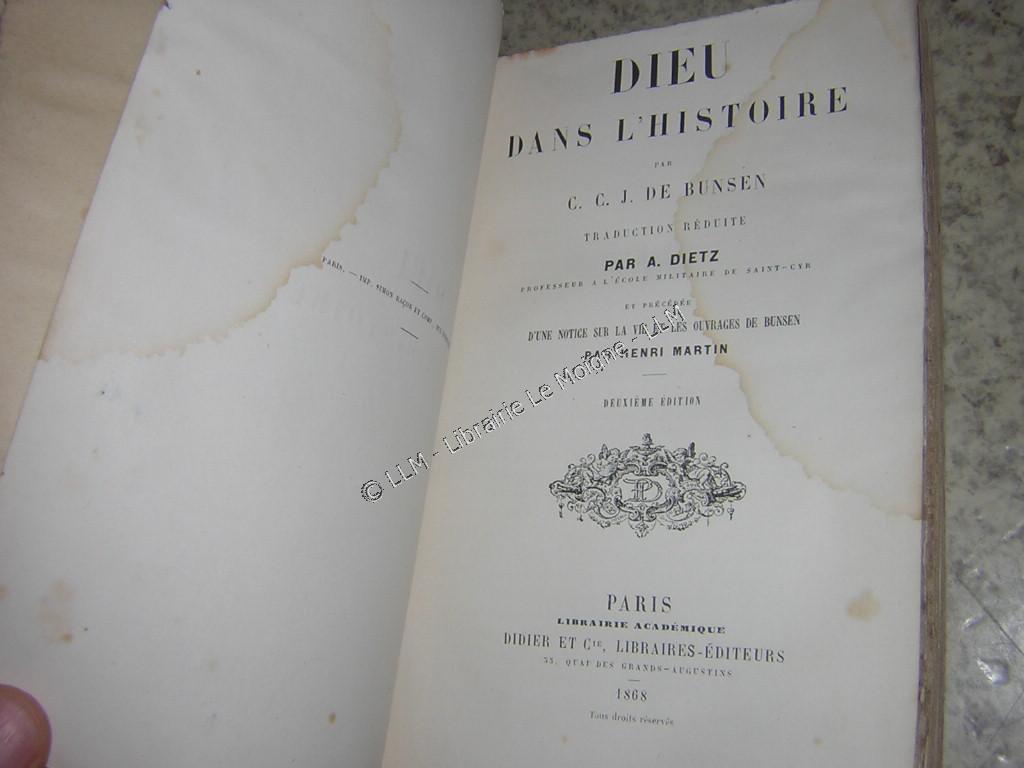 PARIS. — IMP. SIMON RAÇON ET COMP.
DIEU
DANS L'HISTOIRE
PAR
C. C. J. DE BUNSEN
TRADUCTION RÉDUITE
PAR A. DIETZ
PROFESSEUR A L'ÉCOLE MILITAIRE DE SAINT-CYR
ET PRÉCÉDÉE
D'UNE NOTICE SUR LA VIE ET LES OUVRAGES DE BUNSEN
PAR HENRI MARTIN
DEUXIÈME ÉDITION
PARIS
LIBRAIRIE ACADÉMIQUE
DIDIER ET Cie, LIBRAIRES-ÉDITEURS
35, QUAI DES GRANDS-AUGUSTINS
1868
Tous droits réservés
© LLM - Librairie Le Moigne - LLM